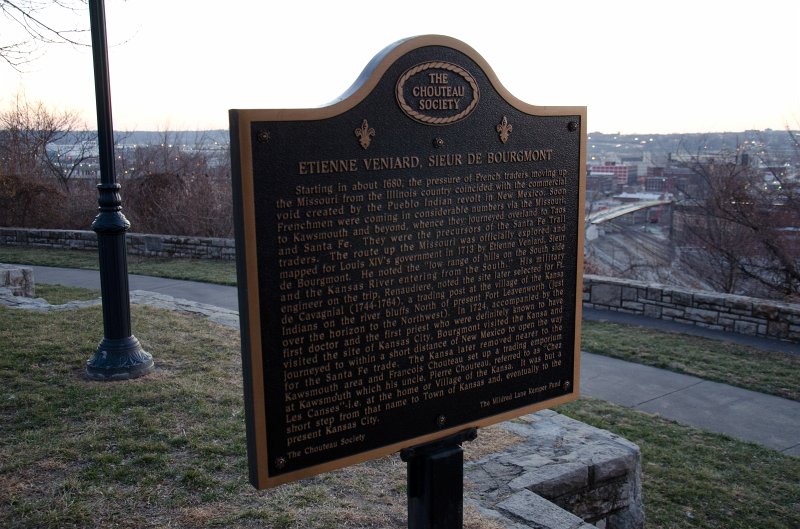 THE
CHOUTEAU
SOCIETY
ETIENNE VENIARD, SIEUR DE BOURGMONT
Starting in about 1680, the pressure of French traders moving up
the Missouri from the Illinois country coincided with the commercial
void created by the Pueblo Indian revolt in New Mexico. Soon
Frenchmen were coming in considerable numbers via the Missouri
to Kawsmouth and beyond, whence they journeyed overland to Taos
and Santa Fe. They were the precursors of the Santa Fe Trail
traders. The route up the Missouri was officially explored and
mapped for Louis XIV's government in 1713 by Etienne Veniard, Sieur
de Bourgmont. He noted the "low range of hills on the South side
and the Kansas River entering from the South." His military
engineer on the trip, Renaudiere, noted the site later selected for Ft.
de Cavagnial (1744-1764), a trading post at the village of the Kansa
Indians on the river bluffs North of present Fort Leavenworth (just
over the horizon to the Northwest). In 1724, accompanied by the
first doctor and the first priest who were definitely known to have
visited the site of Kansas City, Bourgmont visited the Kansa and
journeyed to within a short distance of New Mexico to open the way
for the Santa Fe trade. The Kansa later removed nearer to the
Kawsmouth area and Francois Chouteau set up a trading emporium
at Kawsmouth which his uncle, Pierre Chouteau, referred to as "Chez
Les Canses"-i.e. at the home or Village of the Kansa. It was but a
short step from that name to Town of Kansas and, eventually to the
present Kansas City.
The Chouteau Society
The Mildred Lane Kemper Fund